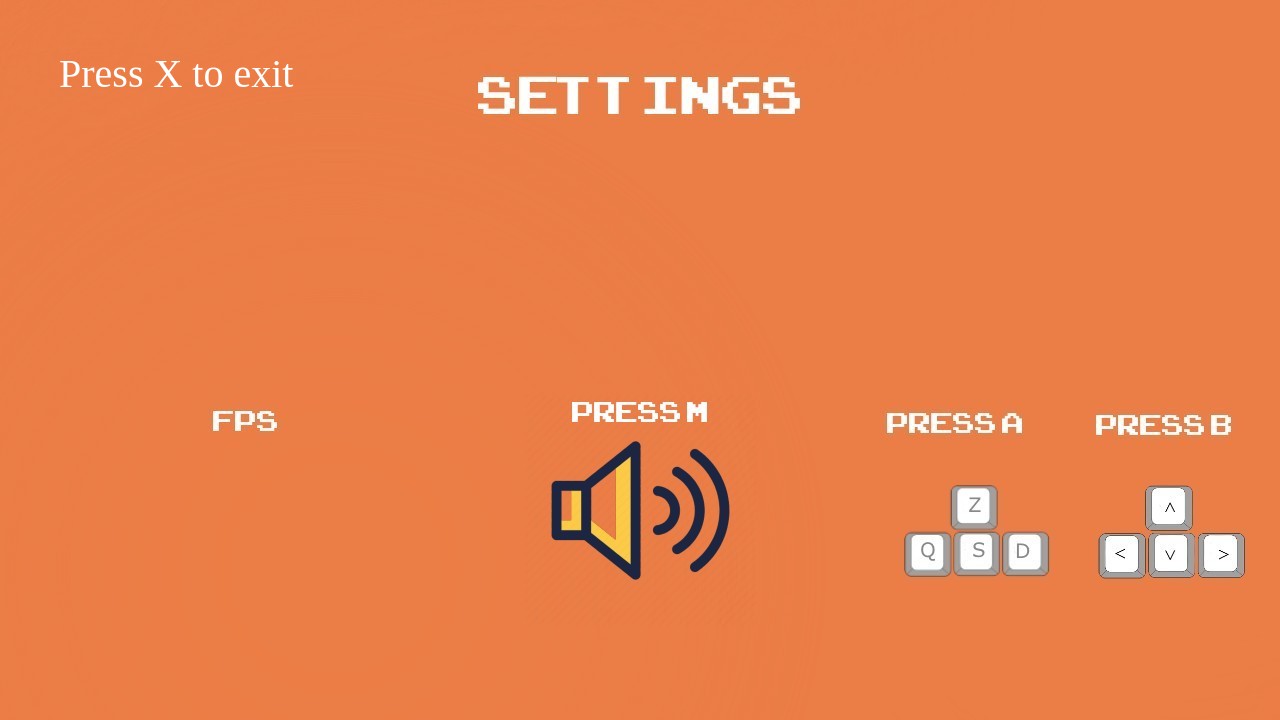 Press X to exit
SETTINGS
FPS
PRESS M
PRESS A
PRESS B
Z
Q S D
^
< v >